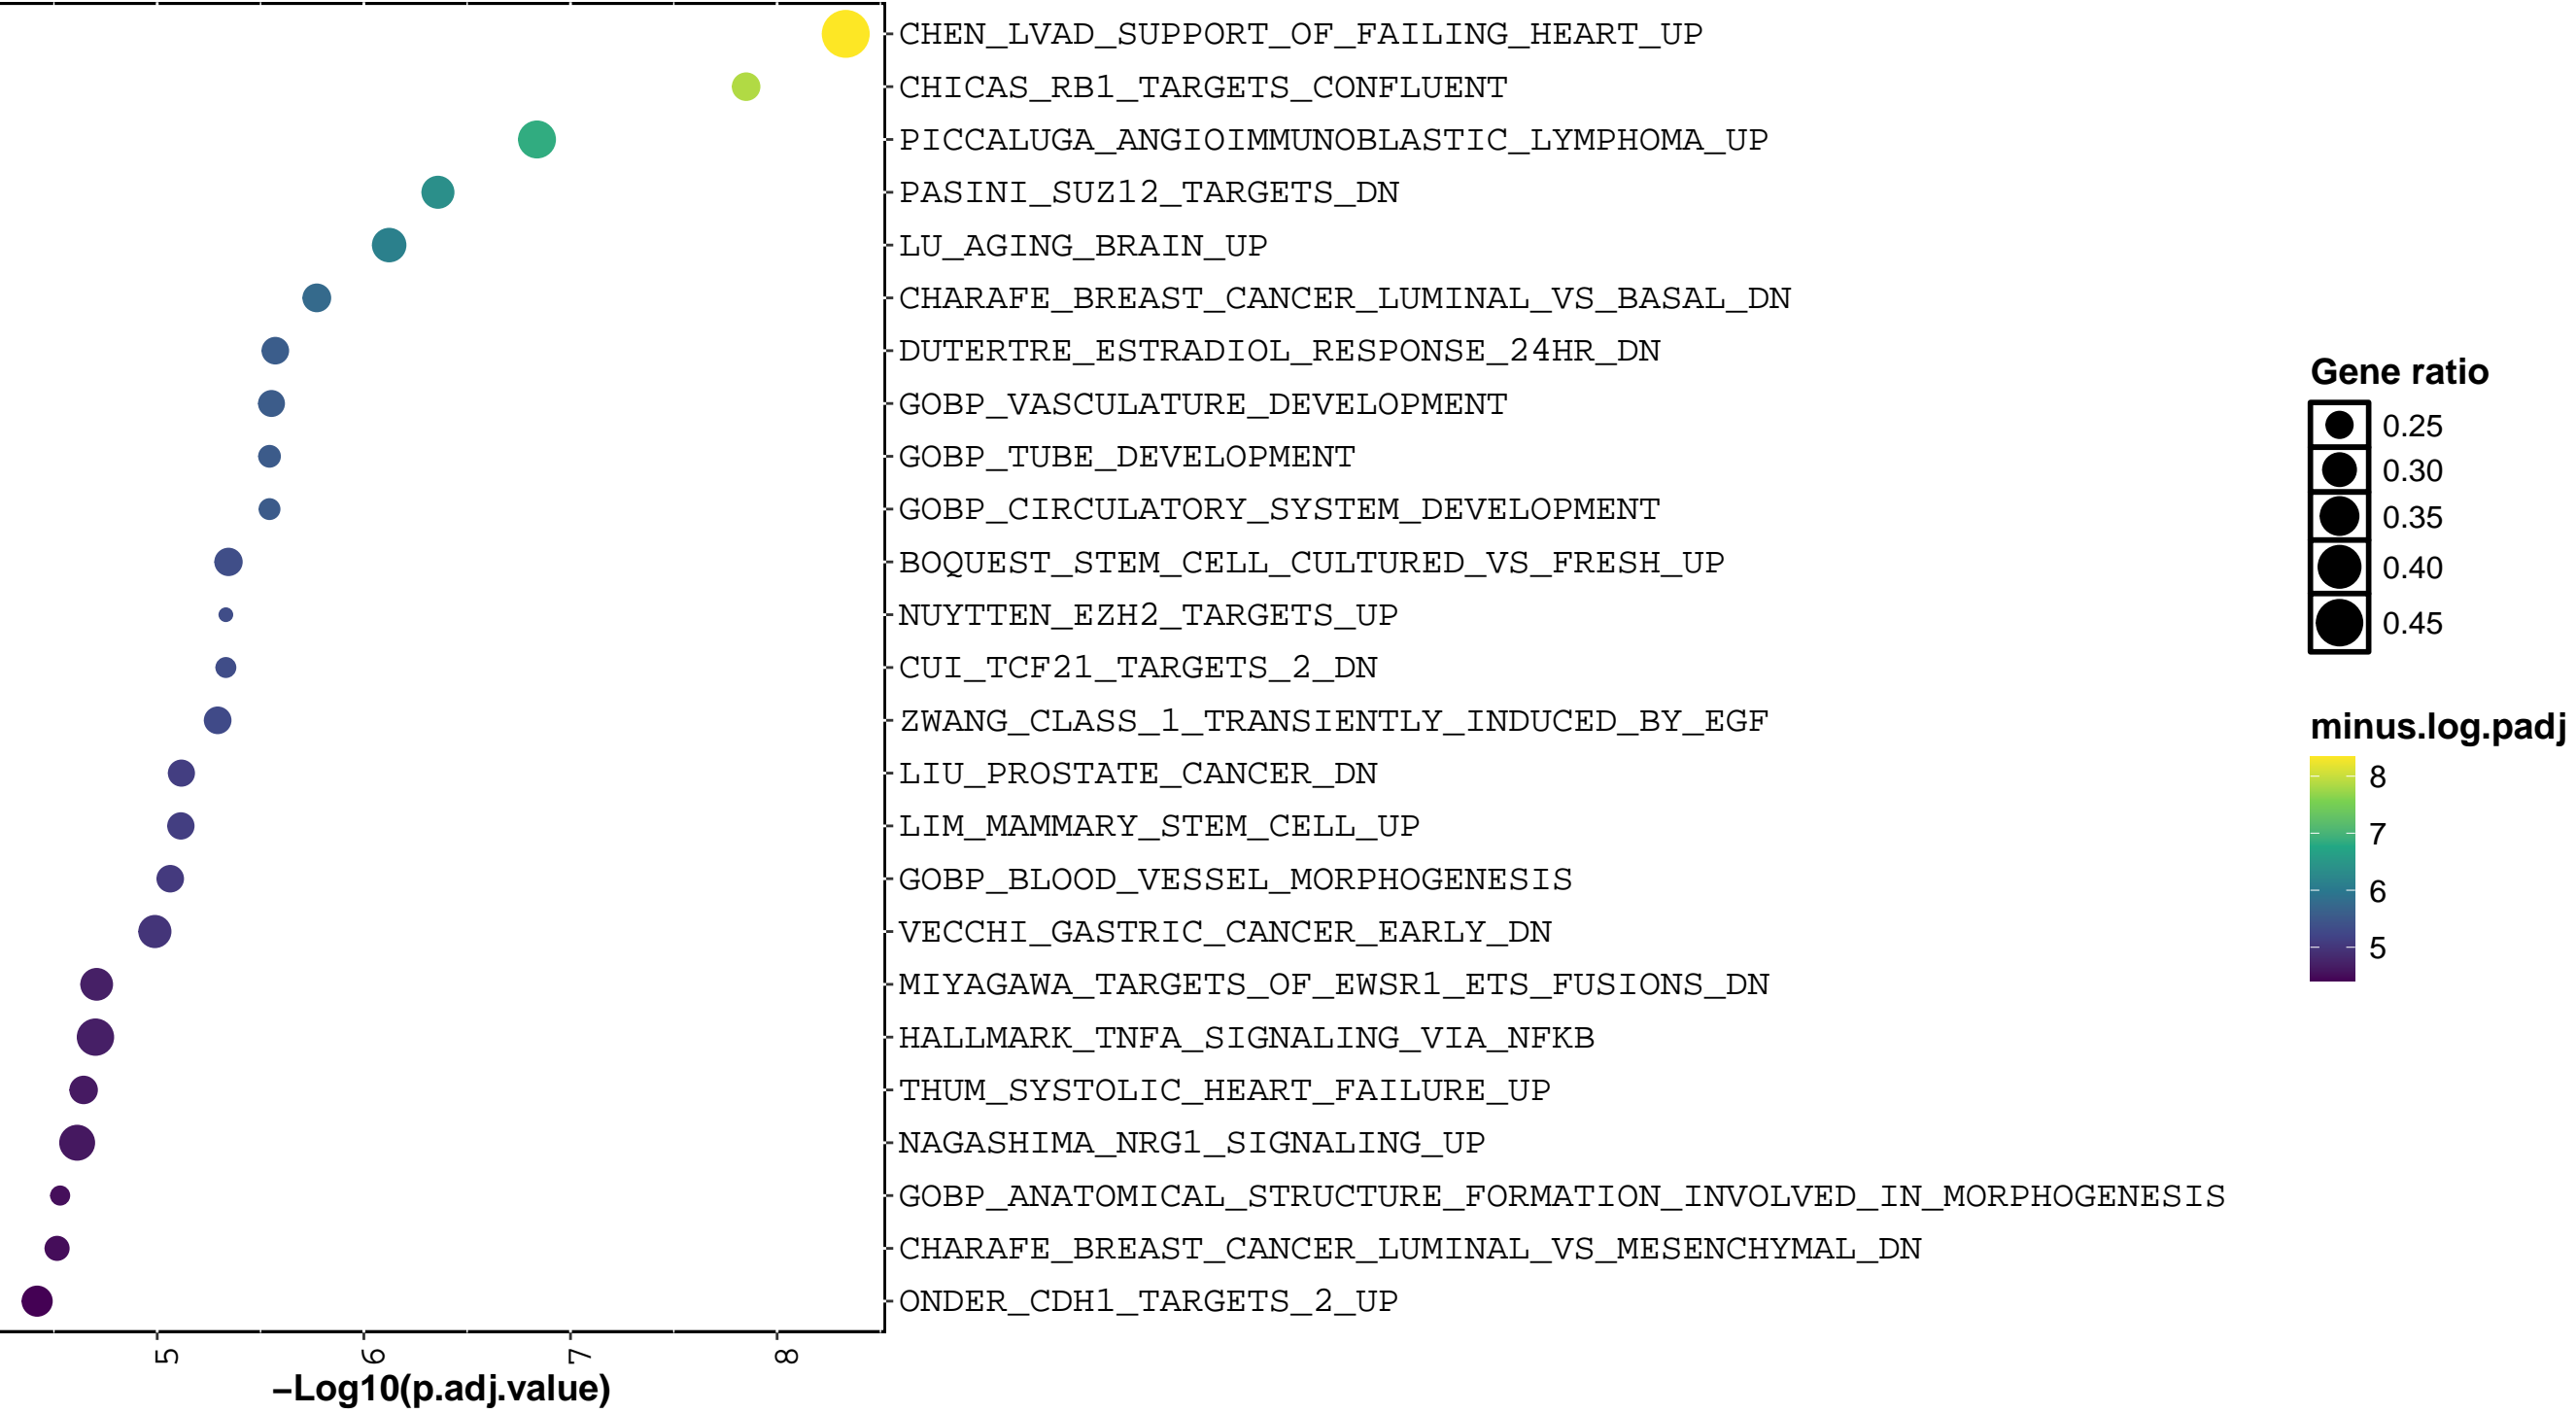 CHEN_LVAD_SUPPORT_OF_FAILING_HEART_UP
CHICAS_RB1_TARGETS_CONFLUENT
PICCALUGA_ANGIOIMMUNOBLASTIC_LYMPHOMA_UP
PASINI_SUZ12_TARGETS_DN
LU_AGING_BRAIN_UP
CHARAFE_BREAST_CANCER_LUMINAL_VS_BASAL_DN
DUTERTRE_ESTRADIOL_RESPONSE_24HR_DN
GOBP_VASCULATURE_DEVELOPMENT
GOBP_TUBE_DEVELOPMENT
GOBP_CIRCULATORY_SYSTEM_DEVELOPMENT
BOQUEST_STEM_CELL_CULTURED_VS_FRESH_UP
NUYTTEN_EZH2_TARGETS_UP
CUI_TCF21_TARGETS_2_DN
ZWANG_CLASS_1_TRANSIENTLY_INDUCED_BY_EGF
LIU_PROSTATE_CANCER_DN
LIM_MAMMARY_STEM_CELL_UP
GOBP_BLOOD_VESSEL_MORPHOGENESIS
VECCHI_GASTRIC_CANCER_EARLY_DN
MIYAGAWA_TARGETS_OF_EWSR1_ETS_FUSIONS_DN
HALLMARK_TNFA_SIGNALING_VIA_NFKB
THUM_SYSTOLIC_HEART_FAILURE_UP
NAGASHIMA_NRG1_SIGNALING_UP
GOBP_ANATOMICAL_STRUCTURE_FORMATION_INVOLVED_IN_MORPHOGENESIS
CHARAFE_BREAST_CANCER_LUMINAL_VS_MESENCHYMAL_DN
ONDER_CDH1_TARGETS_2_UP
5 6 7 8
−Log10(p.adj.value)
Gene ratio
0.25
0.30
0.35
0.40
0.45
minus.log.padj
8
7
6
5